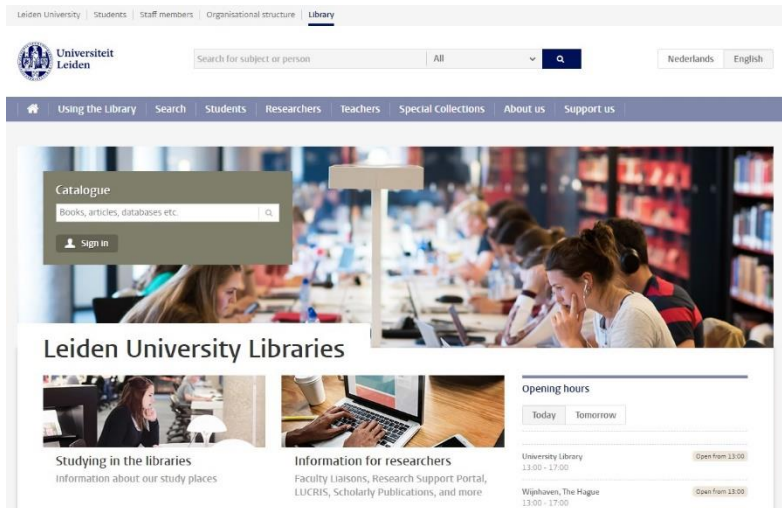 Leiden University Students Staff members Organisational structure Library
Universiteit
Leiden
Search for subject or person All
Nederlands English
Using the Library Search Students Researchers Teachers Special Collections About us Support us
Catalogue
Books, articles, databases etc.
Sign in
Leiden University Libraries
Studying in the libraries
Information about our study places
Information for researchers
Faculty Liaisons, Research Support Portal,
LUCRIS, Scholarly Publications, and more
Opening hours
Today Tomorrow
University Library Open from 13:00
13:00 - 17:00
Wijnhaven, The Hague Open from 13:00
13:00 - 17:00